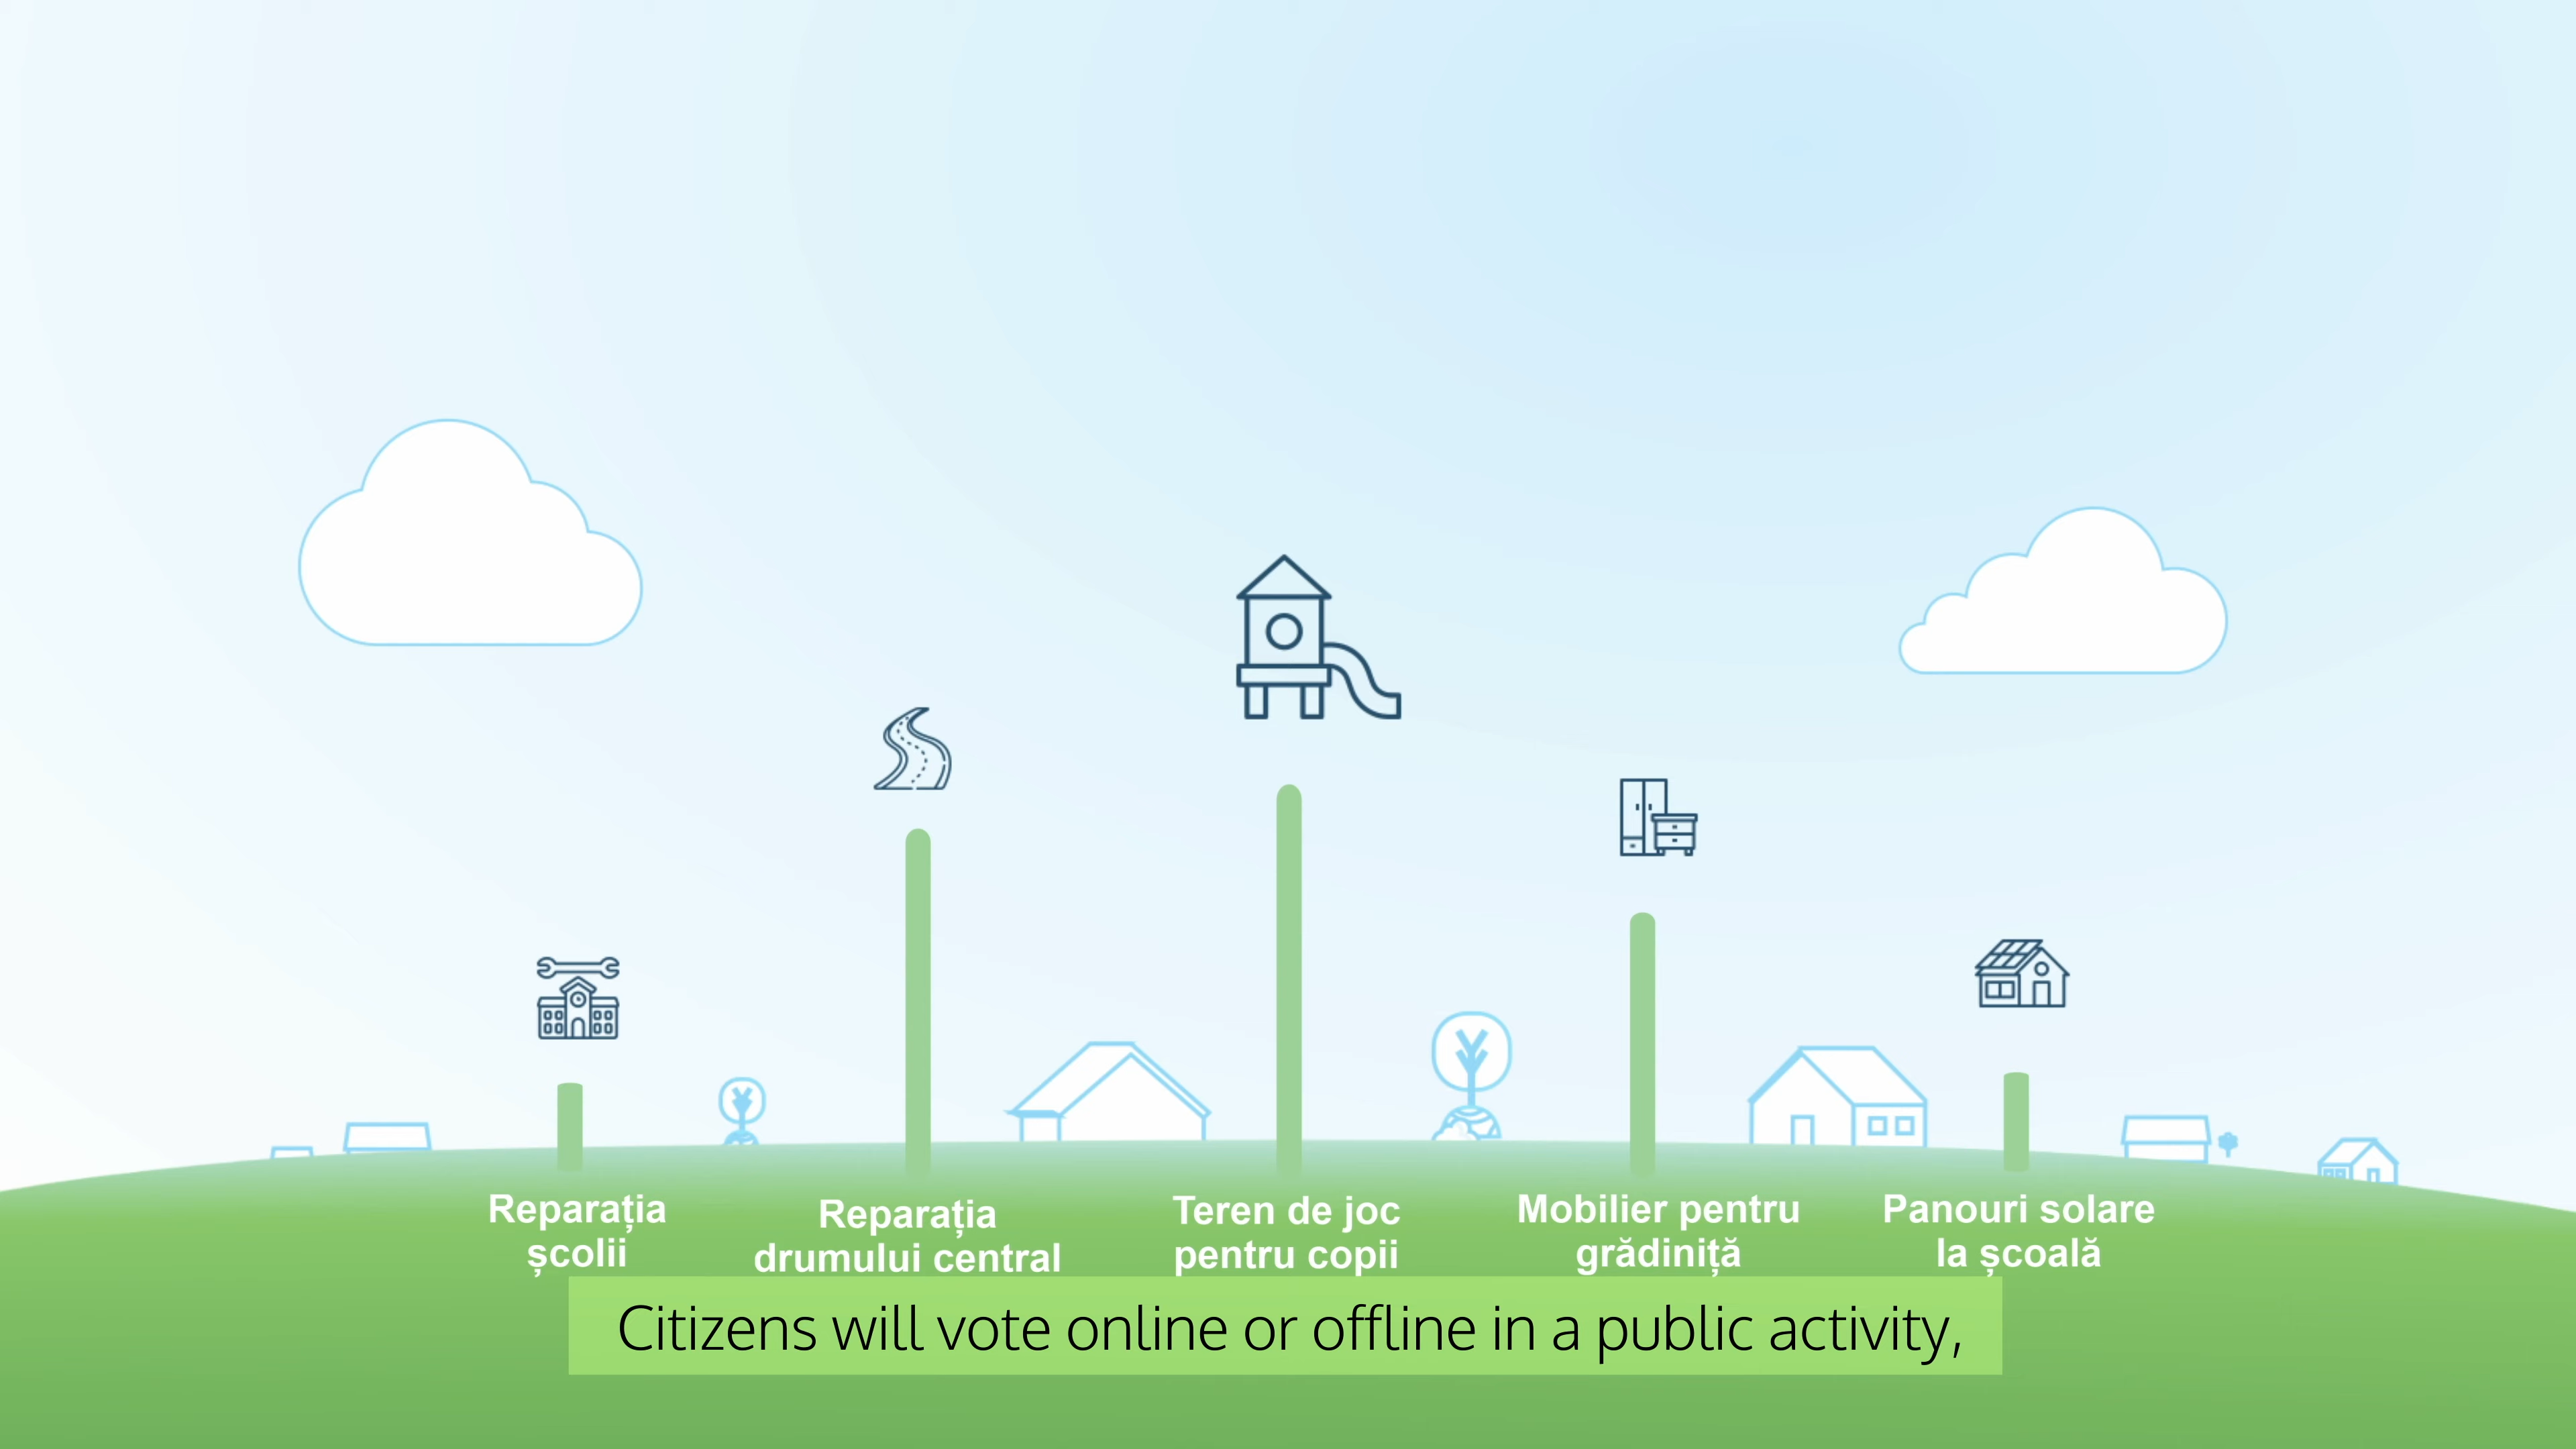 Reparația
școlii
Reparația
drumului central
Teren de joc
pentru copii
Mobilier pentru
grădiniță
Panouri solare
la școală
Citizens will vote online or offline in a public activity,